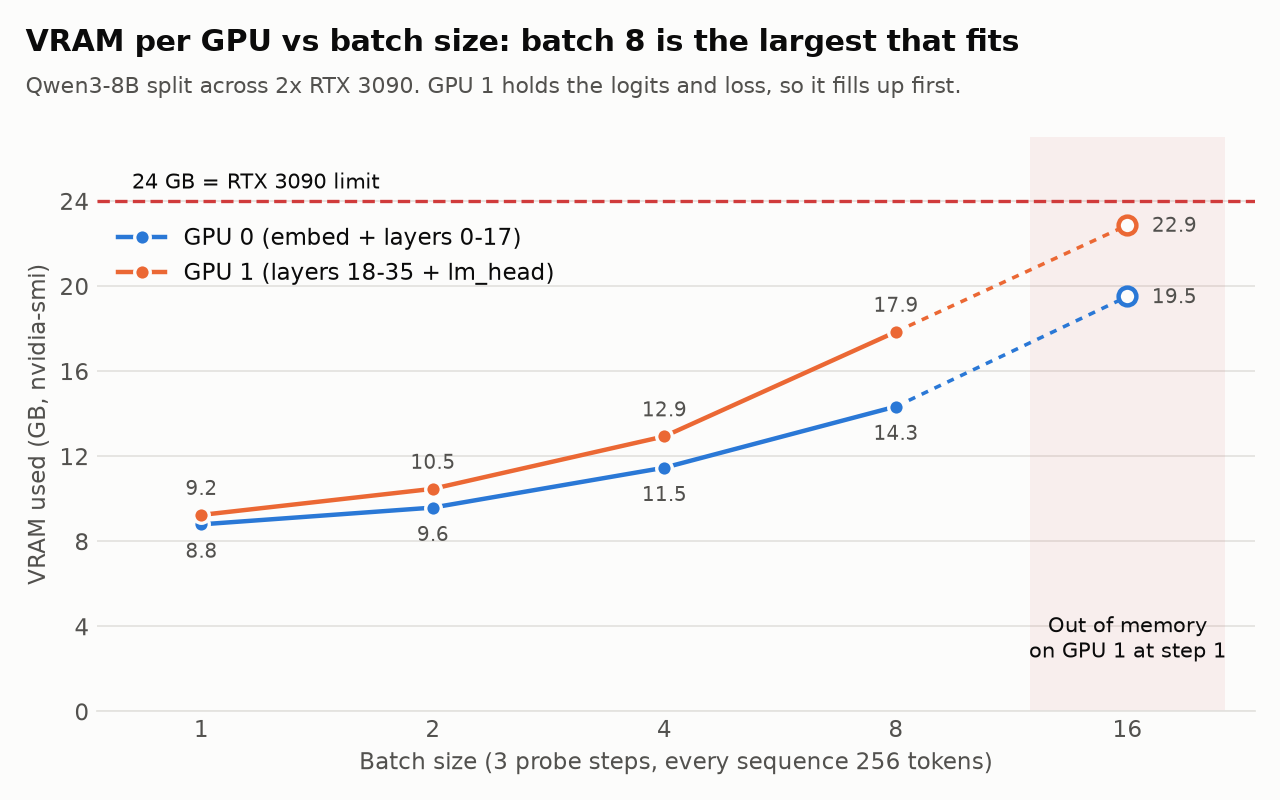 VRAM per GPU vs batch size: batch 8 is the largest that fits
Qwen3-8B split across 2x RTX 3090. GPU 1 holds the logits and loss, so it fills up first.
24 GB = RTX 3090 limit
GPU 0 (embed + layers 0-17)
GPU 1 (layers 18-35 + lm_head)
VRAM used (GB, nvidia-smi)
24
20
16
12
8
4
0
9.2
8.8
10.5
9.6
12.9
11.5
17.9
14.3
22.9
19.5
Out of memory
on GPU 1 at step 1
1
2
4
8
16
Batch size (3 probe steps, every sequence 256 tokens)